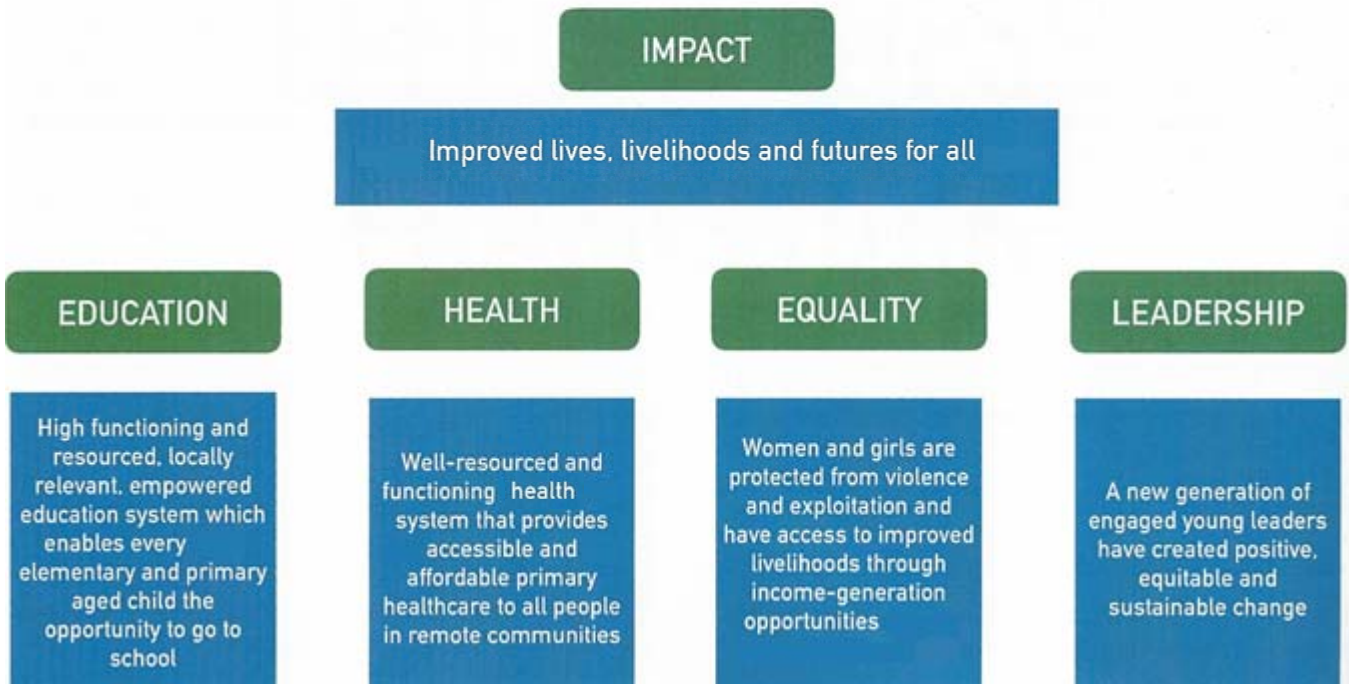 IMPACT
Improved lives, livelihoods and futures for all
EDUCATION
High functioning and
resourced, locally
relevant, empowered
education system which
enables every
elementary and primary
aged child the
opportunity to go to
school
HEALTH
Well-resourced and
functioning health
system that provides
accessible and
affordable primary
healthcare to all people
in remote communities
EQUALITY
Women and girls are
protected from violence
and exploitation and
have access to improved
livelihoods through
income-generation
opportunities
LEADERSHIP
A new generation of
engaged young leaders
have created positive,
equitable and
sustainable change